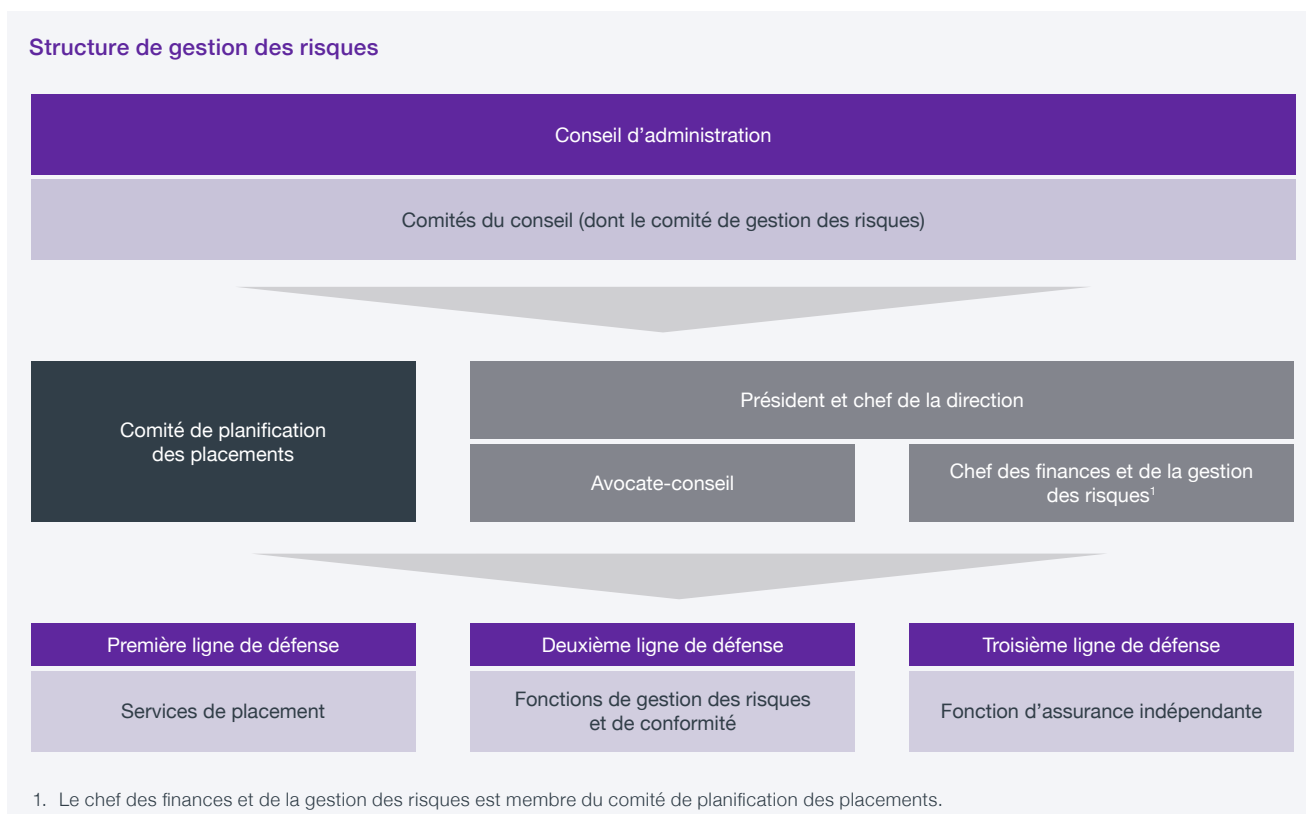 Structure de gestion des risques
Conseil d’administration
Comités du conseil (dont le comité de gestion des risques)
Comité de planification
des placements
Président et chef de la direction
Avocate-conseil
Chef des finances et de la gestion
des risques¹
Première ligne de défense
Services de placement
Deuxième ligne de défense
Fonctions de gestion des risques
et de conformité
Troisième ligne de défense
Fonction d’assurance indépendante
1. Le chef des finances et de la gestion des risques est membre du comité de planification des placements.